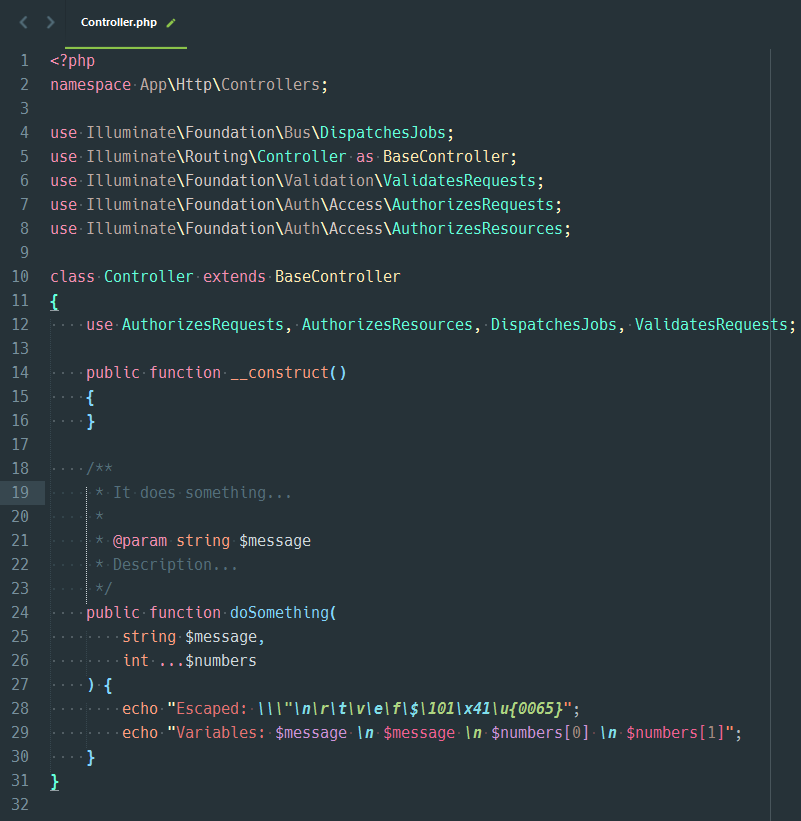 Controller.php
1 <?php
2 namespace App\Http\Controllers;
3
4 use Illuminate\Foundation\Bus\DispatchesJobs;
5 use Illuminate\Routing\Controller as BaseController;
6 use Illuminate\Foundation\Validation\ValidatesRequests;
7 use Illuminate\Foundation\Auth\Access\AuthorizesRequests;
8 use Illuminate\Foundation\Auth\Access\AuthorizesResources;
9
10 class Controller extends BaseController
11 {
12     use AuthorizesRequests, AuthorizesResources, DispatchesJobs, ValidatesRequests;
13
14     public function __construct()
15     {
16     }
17
18     /**
19      * It does something...
20      *
21      * @param string $message
22      * Description...
23      */
24     public function doSomething(
25         string $message,
26         int ...$numbers
27     ) {
28         echo "Escaped: \\\"\n\r\t\v\e\f\$\101\x41\u{0065}";
29         echo "Variables: $message \n $message \n $numbers[0] \n $numbers[1]";
30     }
31 }
32